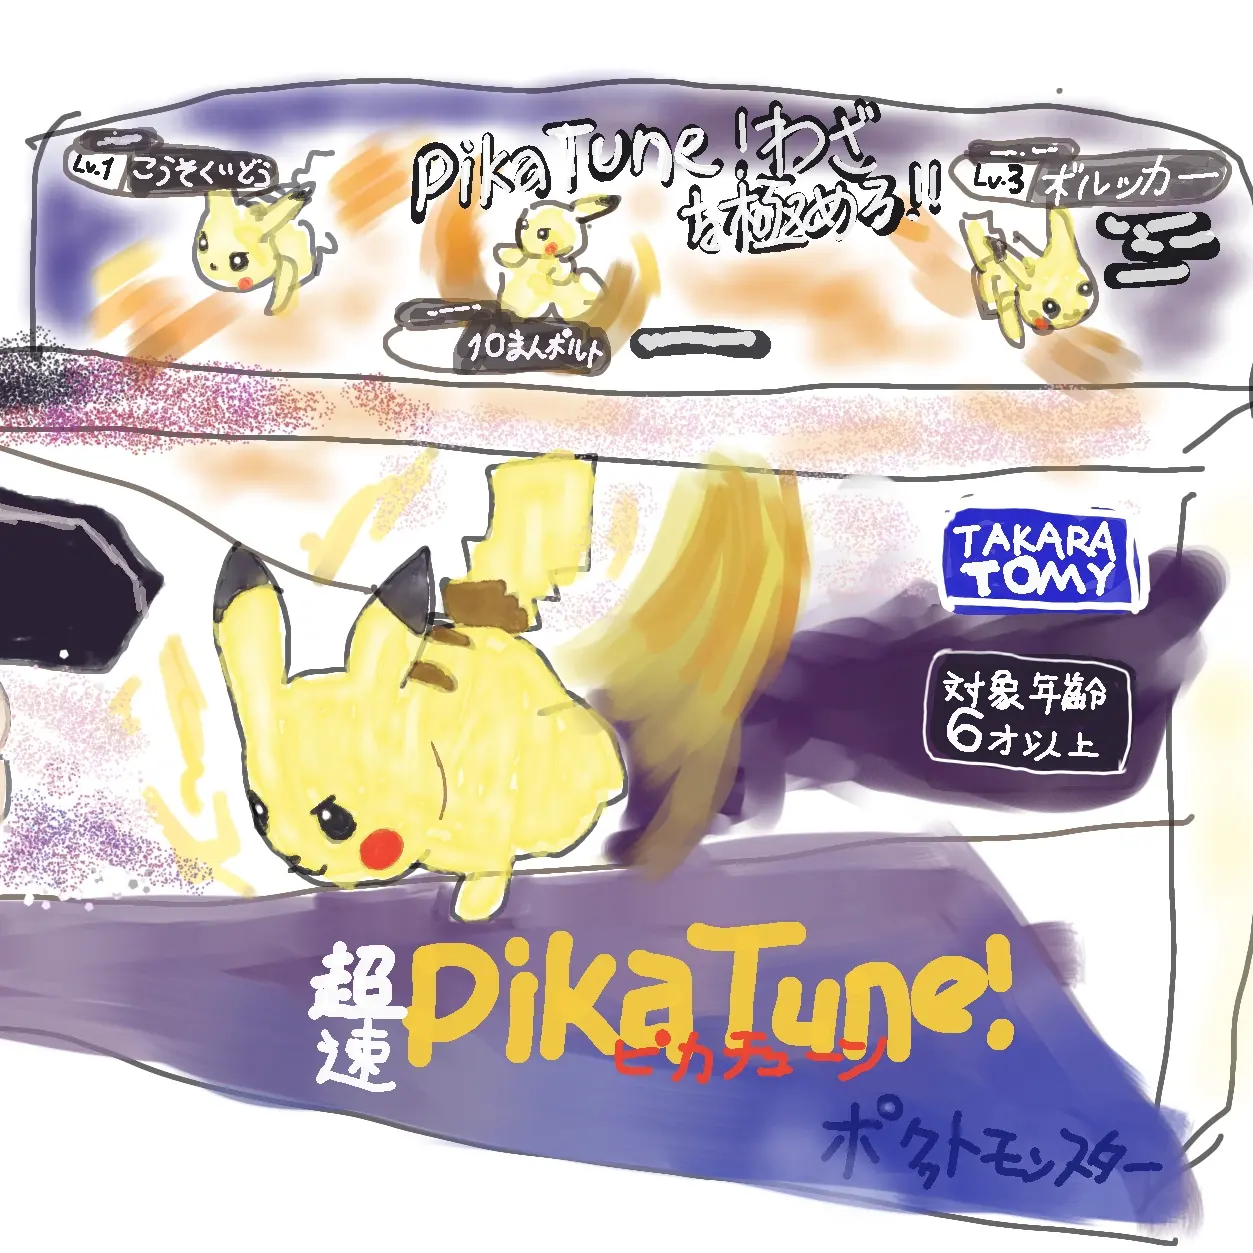 PikaTune!わざ
を極めろ!!
Lv.1 こうそくいどう
10まんボルト
Lv.3 ボルッカー
TAKARA
TOMY
対象年齢
6才以上
超速
PikaTune!
ピカチューン
ポケットモンスター